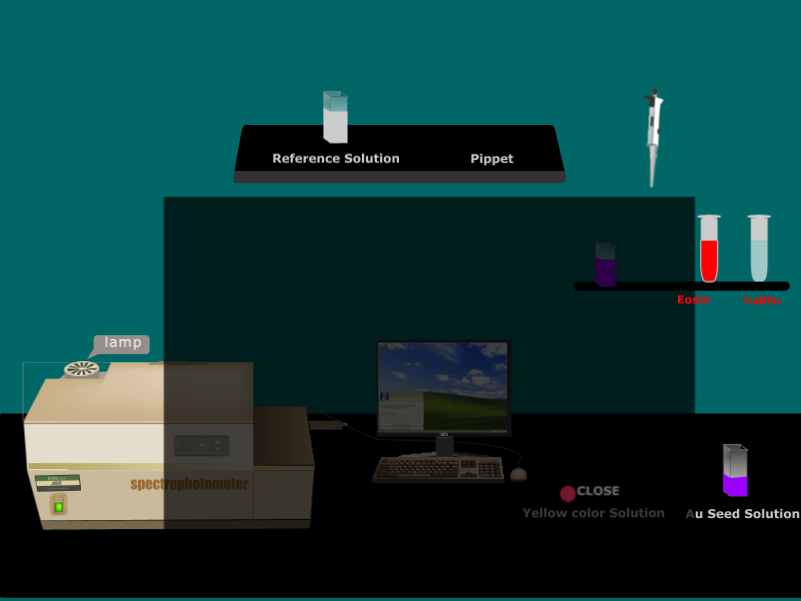 Reference Solution
Pippet
Eosin
NaBH₄
lamp
spectrophotometer
CLOSE
Yellow color Solution
Au Seed Solution